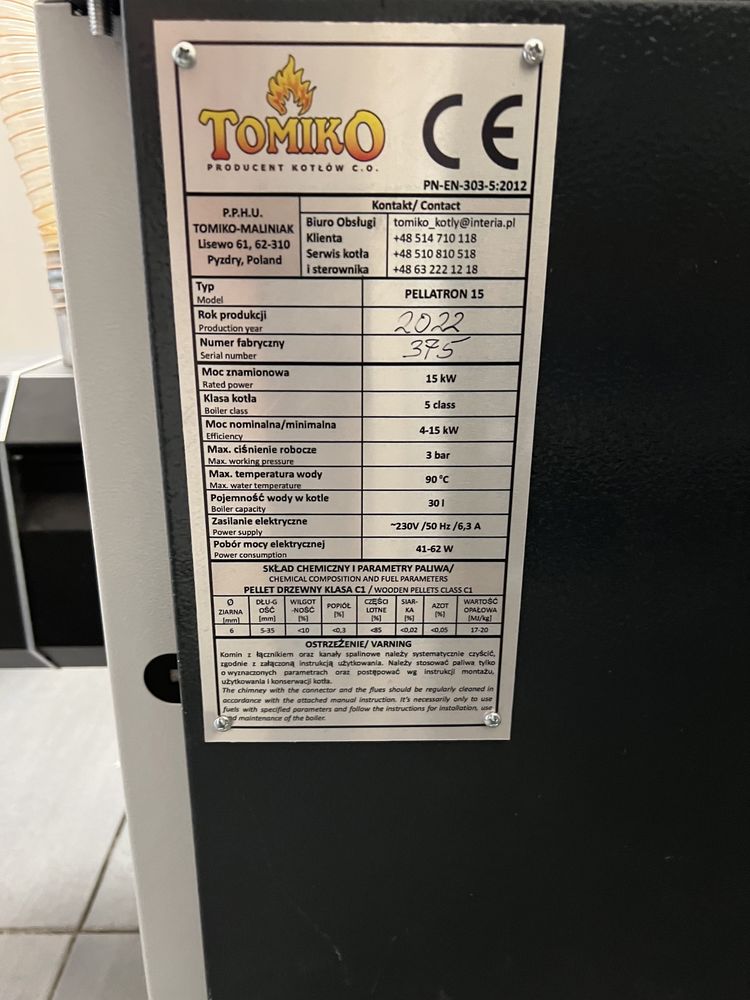 TOMIKO
PRODUCENT KOTŁÓW C.O.
CE
PN-EN-303-5:2012
P.P.H.U.
TOMIKO-MALINIAK
Lisewo 61, 62-310
Pyzdry, Poland
Kontakt/ Contact
Biuro Obsługi Klienta
tomiko_kotly@interia.pl
+48 514 710 118
Serwis kotła i sterownika
+48 510 810 518
+48 63 222 12 18
Typ
Model
PELLATRON 15
Rok produkcji
Production year
2022
Numer fabryczny
Serial number
375
Moc znamionowa
Rated power
15 kW
Klasa kotła
Boiler class
5 class
Moc nominalna/minimalna
Efficiency
4-15 kW
Max. ciśnienie robocze
Max. working pressure
3 bar
Max. temperatura wody
Max. water temperature
90 °C
Pojemność wody w kotle
Boiler capacity
30 l
Zasilanie elektryczne
Power supply
~230V /50 Hz /6,3 A
Pobór mocy elektrycznej
Power consumption
41-62 W
SKŁAD CHEMICZNY I PARAMETRY PALIWA/
CHEMICAL COMPOSITION AND FUEL PARAMETERS
PELLET DRZEWNY KLASA C1 / WOODEN PELLETS CLASS C1
Ø ZIARNA [mm]
DŁUG-OŚĆ [mm]
WILGOT-NOŚĆ [%]
POPIÓŁ [%]
CZĘŚCI LOTNE [%]
SIAR-KA [%]
AZOT [%]
WARTOŚĆ OPAŁOWA [MJ/kg]
6 5-35 <10 <0,3 <85 <0,02 <0,05 17-20
OSTRZEŻENIE/ WARNING
Komin z łącznikiem oraz kanały spalinowe należy systematycznie czyścić,
zgodnie z załączoną instrukcją użytkowania. Należy stosować paliwa tylko
o wyznaczonych parametrach oraz postępować wg instrukcji montażu,
użytkowania i konserwacji kotła.
The chimney with the connector and the flues should be regularly cleaned in
accordance with the attached manual instruction. It's necessarily only to use
fuels with specified parameters and follow the instructions for installation, use
and maintenance of the boiler.